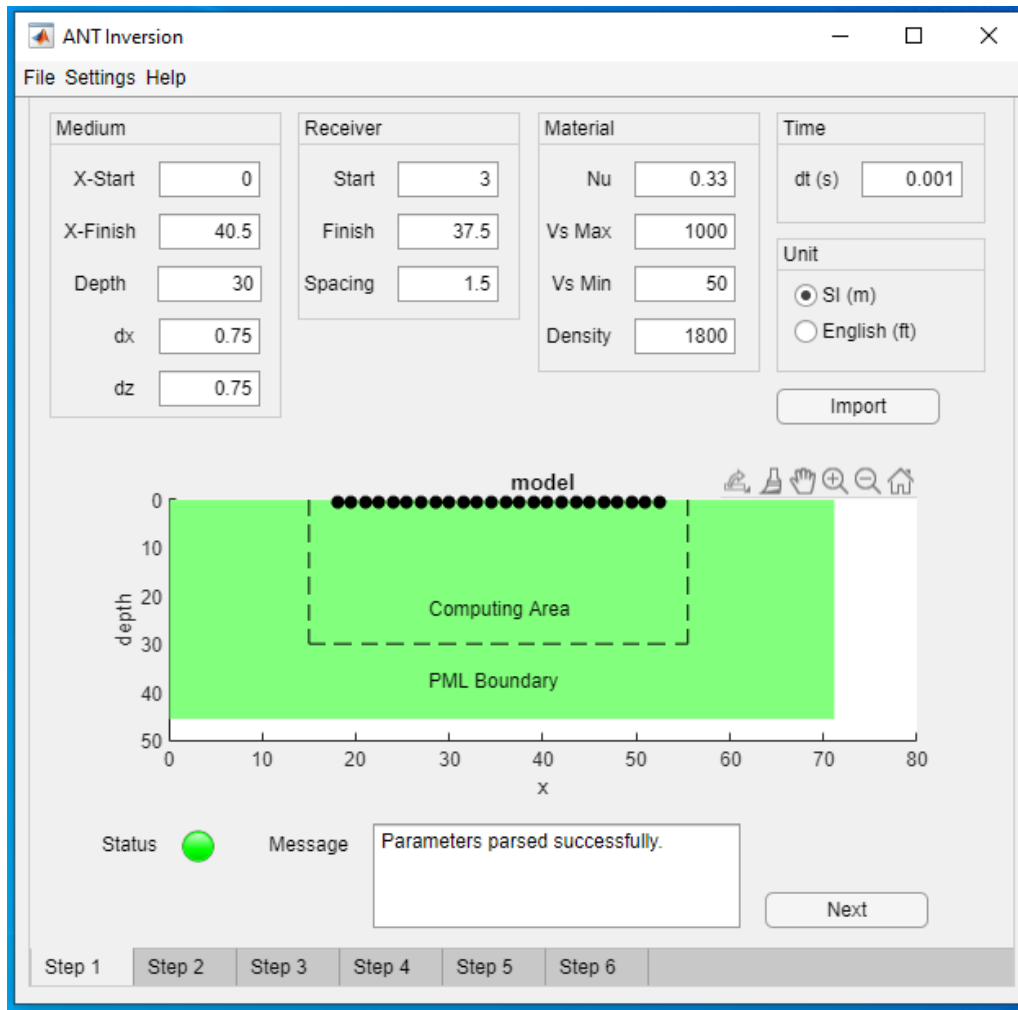 ANT Inversion
File Settings Help
Medium
X-Start 0
X-Finish 40.5
Depth 30
dx 0.75
dz 0.75
Receiver
Start 3
Finish 37.5
Spacing 1.5
Material
Nu 0.33
Vs Max 1000
Vs Min 50
Density 1800
Time
dt (s) 0.001
Unit
SI (m)
English (ft)
Import
model
0
10
20
30
40
50
depth
Computing Area
PML Boundary
0 10 20 30 40 50 60 70 80
x
Status
Message
Parameters parsed successfully.
Next
Step 1 Step 2 Step 3 Step 4 Step 5 Step 6